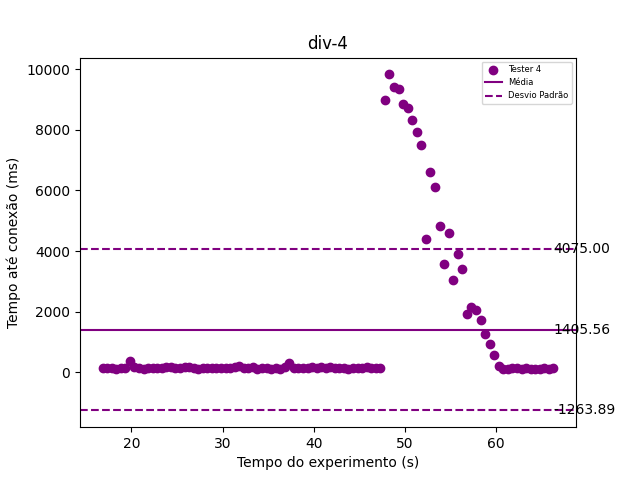 div-4
Tempo até conexão (ms)
10000
8000
6000
4000
2000
0
Tester 4
Média
Desvio Padrão
4075.00
1405.56
1263.89
20
30
40
50
60
Tempo do experimento (s)